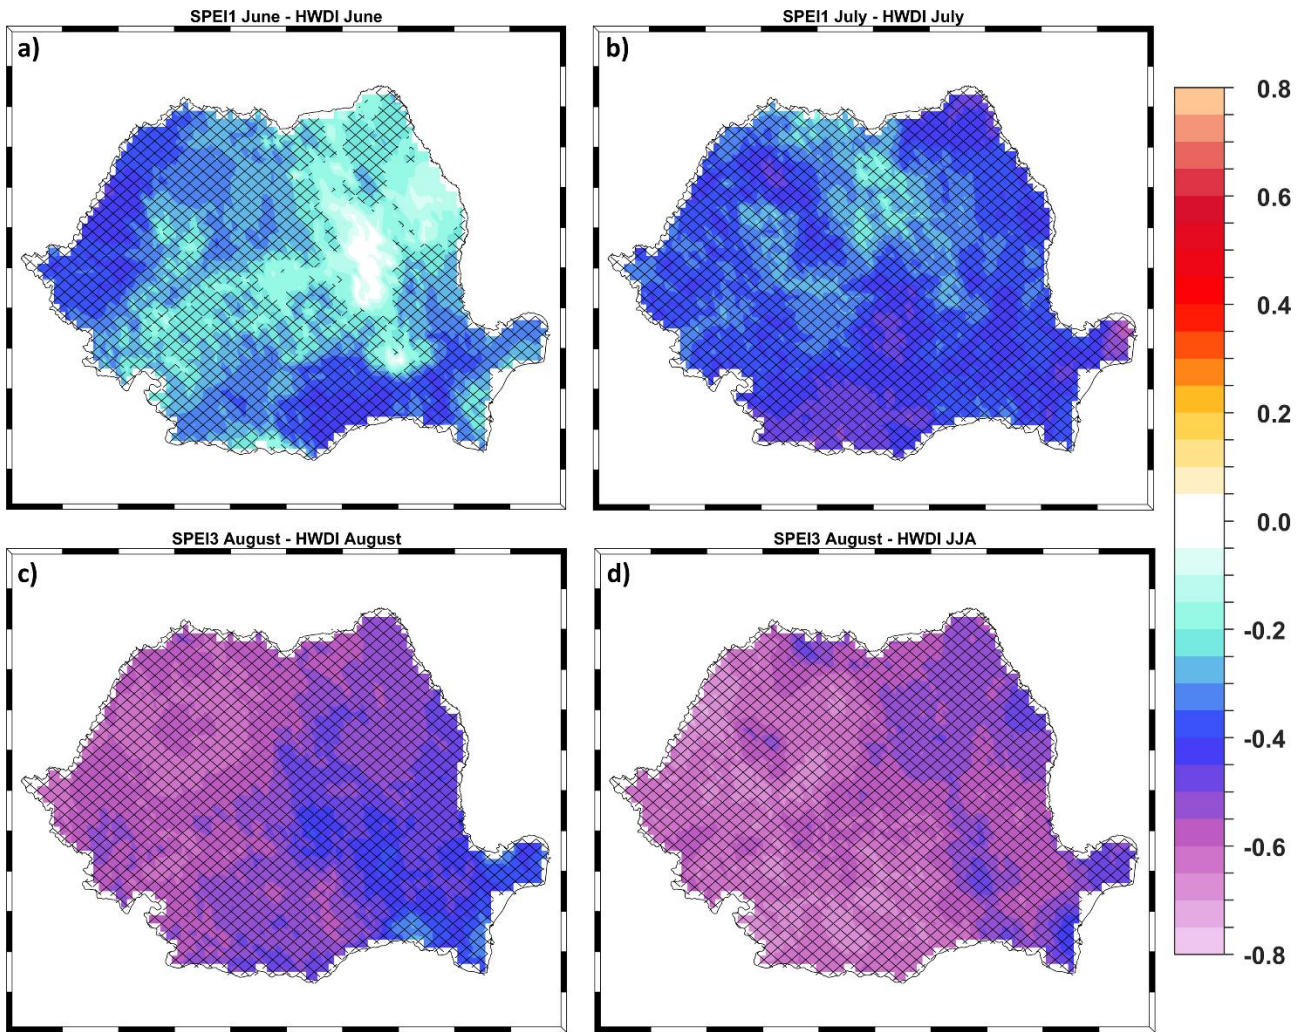 SPEI1 June - HWDI June
SPEI1 July - HWDI July
a)
b)
0.8
0.6
0.4
0.2
0.0
-0.2
-0.4
-0.6
-0.8
SPEI3 August - HWDI August
SPEI3 August - HWDI JJA
c)
d)